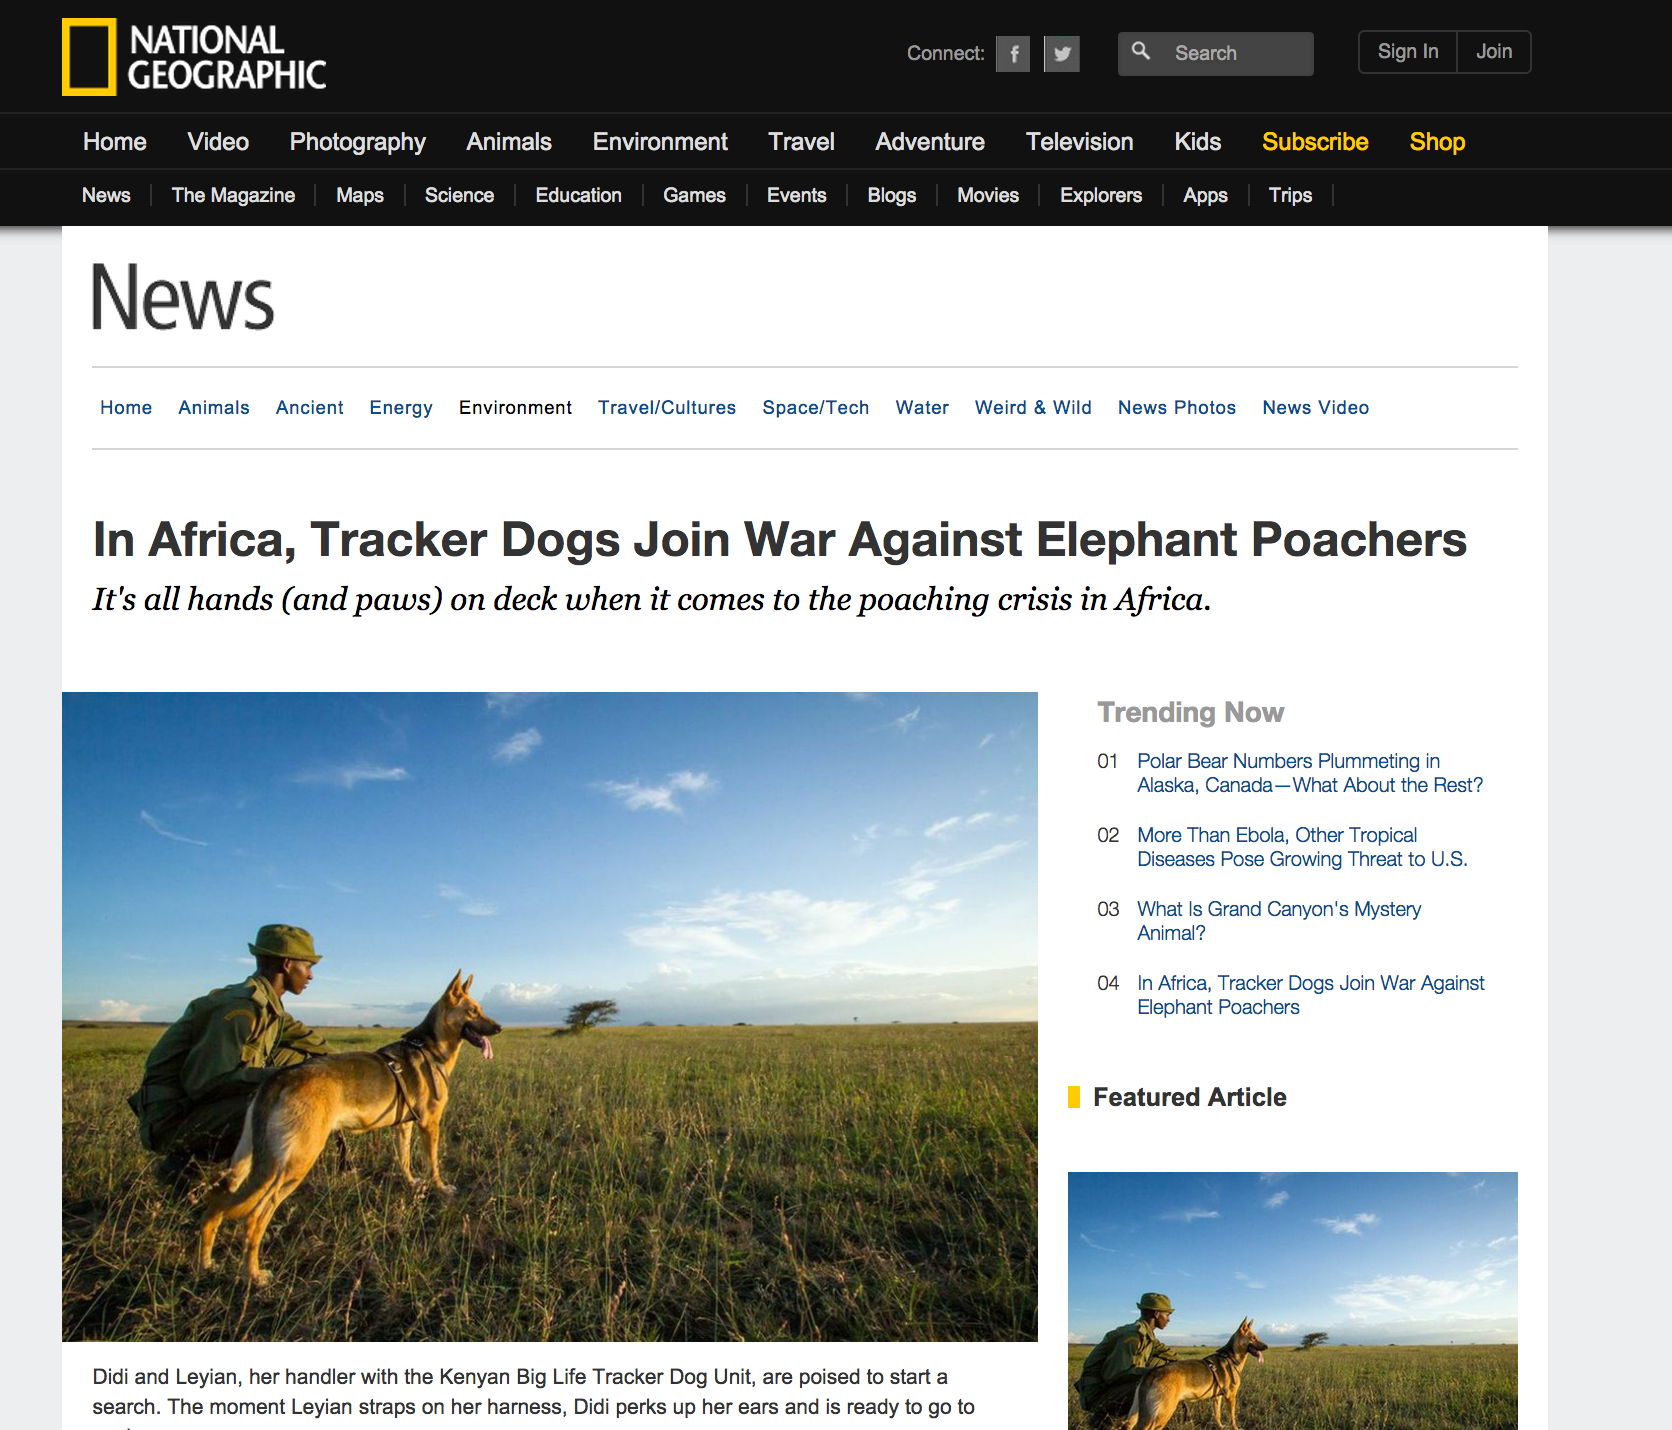 NATIONAL
GEOGRAPHIC
Connect:
Search
Sign In
Join
Home Video Photography Animals Environment Travel Adventure Television Kids Subscribe Shop
News The Magazine Maps Science Education Games Events Blogs Movies Explorers Apps Trips
News
Home Animals Ancient Energy Environment Travel/Cultures Space/Tech Water Weird & Wild News Photos News Video
In Africa, Tracker Dogs Join War Against Elephant Poachers
It's all hands (and paws) on deck when it comes to the poaching crisis in Africa.
Didi and Leyian, her handler with the Kenyan Big Life Tracker Dog Unit, are poised to start a
search. The moment Leyian straps on her harness, Didi perks up her ears and is ready to go to
Trending Now
01 Polar Bear Numbers Plummeting in
Alaska, Canada—What About the Rest?
02 More Than Ebola, Other Tropical
Diseases Pose Growing Threat to U.S.
03 What Is Grand Canyon's Mystery
Animal?
04 In Africa, Tracker Dogs Join War Against
Elephant Poachers
Featured Article